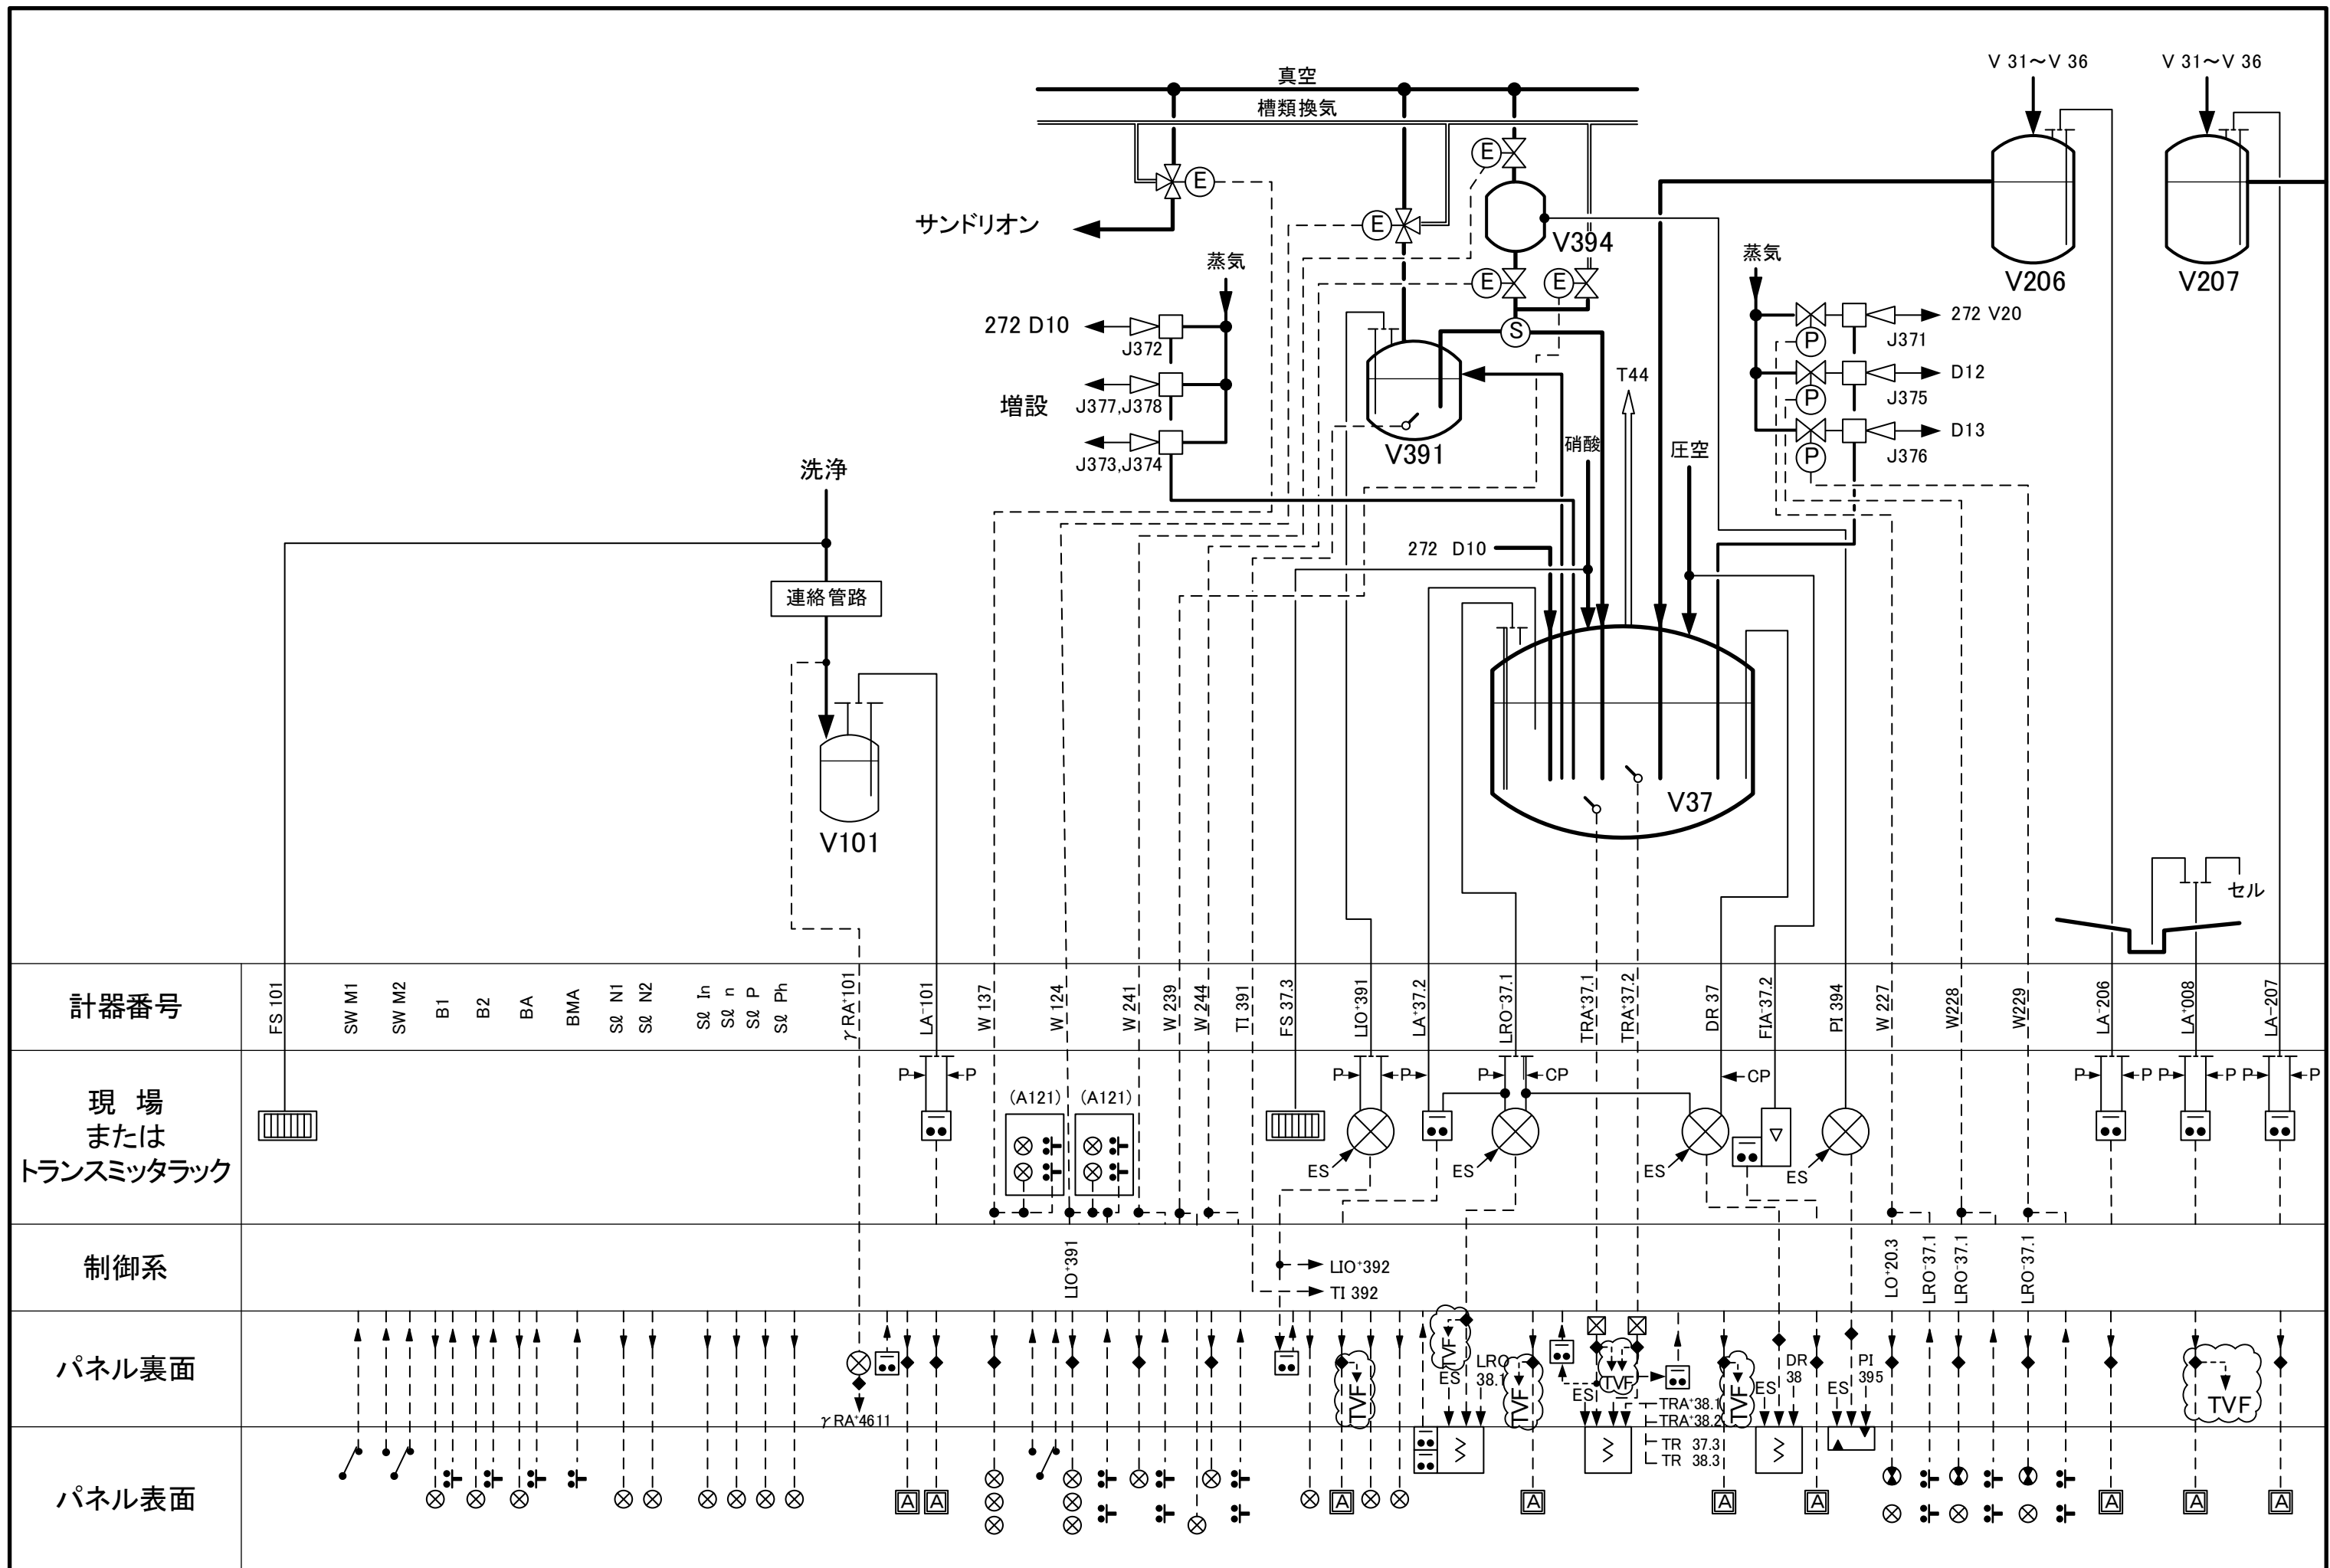 真空
槽類換気
V 31～V 36
V 31～V 36
E
E
E
サンドリオン
V394
V206
V207
蒸気
蒸気
E
E
S
272 D10
J372
272 V20
P
J371
T44
D12
増設
J377,J378
P
J375
D13
J373,J374
V391
硝酸
圧空
P
J376
洗浄
272 D10
連絡管路
V37
V101
セル
計器番号
FS 101
SW M1
SW M2
B1
B2
BA
BMA
Sℓ N1
Sℓ N2
Sℓ In
Sℓ n
Sℓ P
Sℓ Ph
γRA⁺101
LA⁻101
W 137
W 124
W 241
W 239
W 244
TI 391
FS 37.3
LIO⁺391
LA⁺37.2
LRO⁻37.1
TRA⁺37.1
TRA⁺37.2
DR 37
FIA⁻37.2
PI 394
W 227
W228
W229
LA⁻206
LA⁺008
LA−207
現 場
または
トランスミッタラック
P
P
(A121)
(A121)
P
P
P
CP
CP
P
P
P
P
P
P
ES
ES
ES
ES
制御系
LIO⁺391
LIO⁺392
TI 392
LO⁺20.3
LRO⁻37.1
LRO⁻37.1
LRO⁻37.1
パネル裏面
γRA⁺4611
TVF
TVF
ES
LRO
38.1
TVF
ES
TVF
TRA⁺38.1
TRA⁺38.2
TR 37.3
TR 38.3
TVF
ES
DR
38
ES
PI
395
TVF
パネル表面
A
A
A
A
A
A
A
A
A